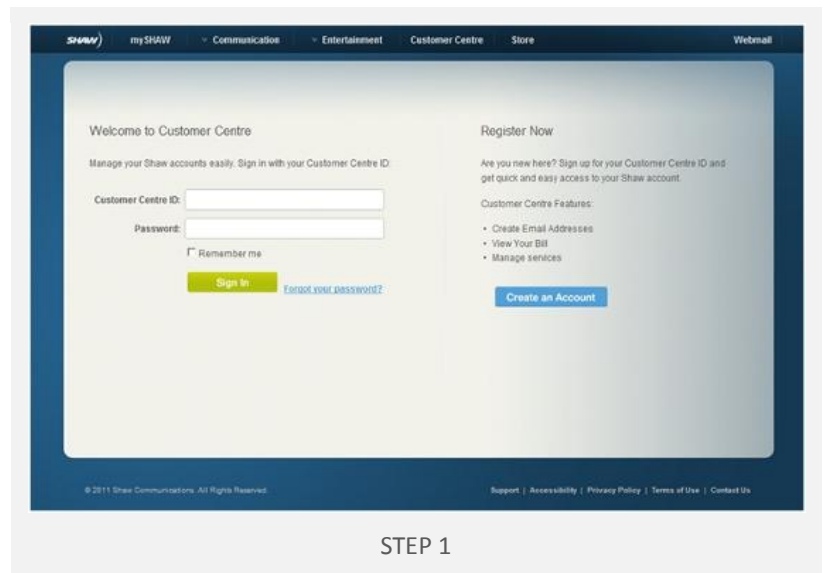 SHAW) mySHAW Communication Entertainment Customer Centre Store Webmail
Welcome to Customer Centre
Manage your Shaw accounts easily. Sign in with your Customer Centre ID:
Customer Centre ID:
Password:
Remember me
Sign In Forgot your password?
Register Now
Are you new here? Sign up for your Customer Centre ID and
get quick and easy access to your Shaw account.
Customer Centre Features:
• Create Email Addresses
• View Your Bill
• Manage services
Create an Account
© 2011 Shaw Communications. All Rights Reserved. Support | Accessibility | Privacy Policy | Terms of Use | Contact Us
STEP 1